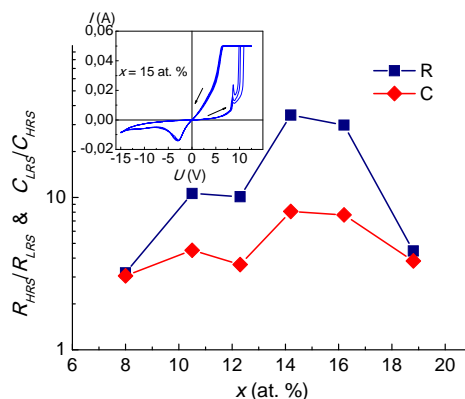 I (A)
0,06
0,04
0,02
0,00
-0,02
x = 15 at. %
-15 -10 -5 0 5 10
U (V)
R
C
10
1
R_HRS/R_LRS & C_LRS/C_HRS
6 8 10 12 14 16 18 20
x (at. %)